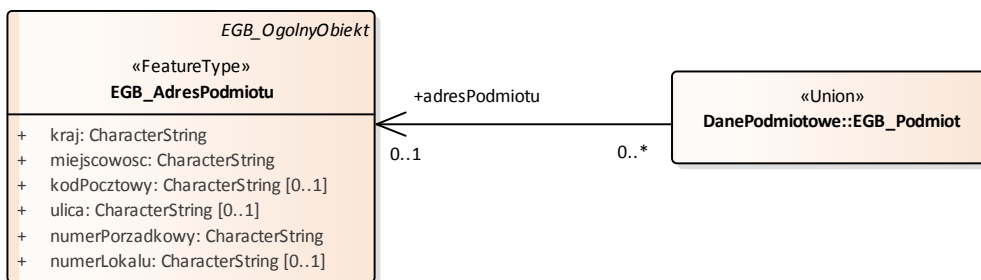 EGB_OgolnyObiekt
«FeatureType»
EGB_AdresPodmiotu
+ kraj: CharacterString
+ miejscowosc: CharacterString
+ kodPocztowy: CharacterString [0..1]
+ ulica: CharacterString [0..1]
+ numerPorzadkowy: CharacterString
+ numerLokalu: CharacterString [0..1]
+adresPodmiotu
0..1
0..*
«Union»
DanePodmiotowe::EGB_Podmiot